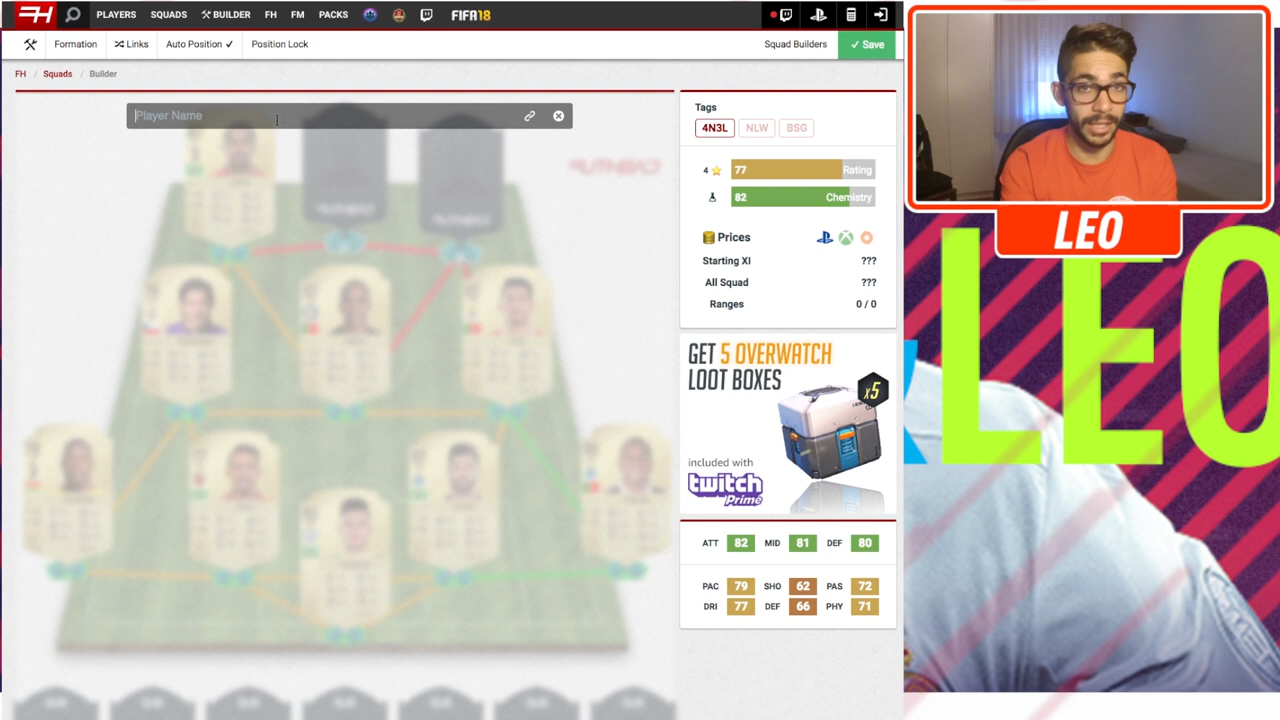 FH PLAYERS SQUADS BUILDER FH FM PACKS FIFA18
Formation Links Auto Position ✓ Position Lock Squad Builders ✓ Save
FH / Squads / Builder
Player Name
Tags
4N3L NLW BSG
4 77 Rating
82 Chemistry
Prices
Starting XI ???
All Squad ???
Ranges 0 / 0
GET 5 OVERWATCH
LOOT BOXES
x5
included with
twitch
Prime
ATT 82 MID 81 DEF 80
PAC 79 SHO 62 PAS 72
DRI 77 DEF 66 PHY 71
LEO
LEO